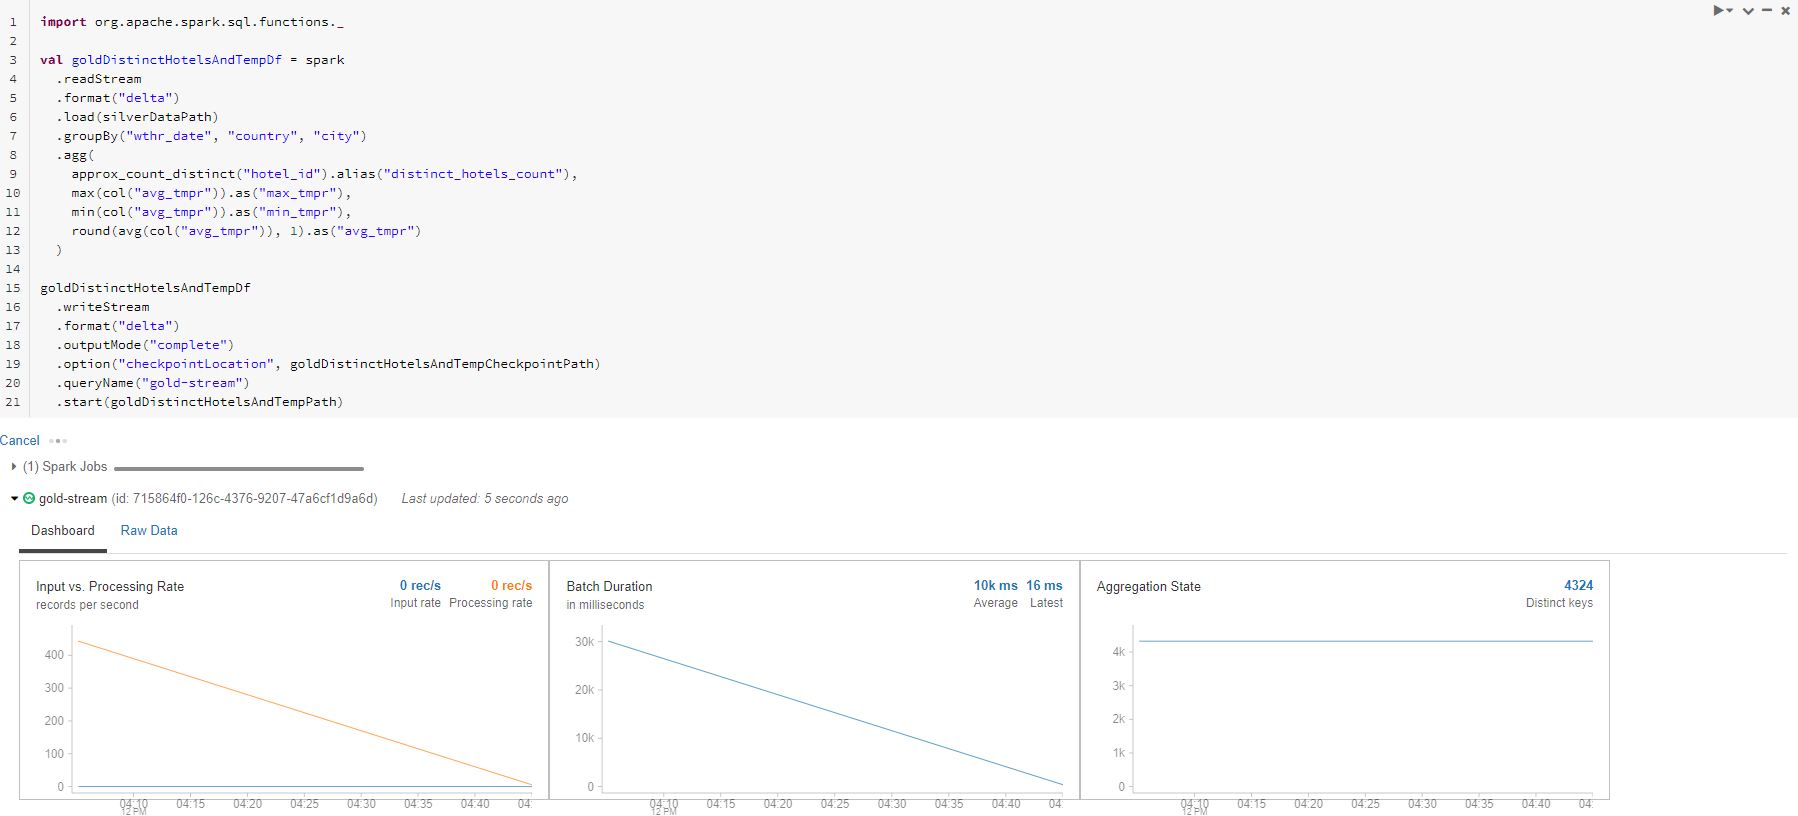 1 import org.apache.spark.sql.functions._
2
3 val goldDistinctHotelsAndTempDf = spark
4 .readStream
5 .format("delta")
6 .load(silverDataPath)
7 .groupBy("wthr_date", "country", "city")
8 .agg(
9 approx_count_distinct("hotel_id").alias("distinct_hotels_count"),
10 max(col("avg_tmpr")).as("max_tmpr"),
11 min(col("avg_tmpr")).as("min_tmpr"),
12 round(avg(col("avg_tmpr")), 1).as("avg_tmpr")
13 )
14
15 goldDistinctHotelsAndTempDf
16 .writeStream
17 .format("delta")
18 .outputMode("complete")
19 .option("checkpointLocation", goldDistinctHotelsAndTempCheckpointPath)
20 .queryName("gold-stream")
21 .start(goldDistinctHotelsAndTempPath)
Cancel
(1) Spark Jobs
gold-stream (id: 715864f0-126c-4376-9207-47a6cf1d9a6d) Last updated: 5 seconds ago
Dashboard Raw Data
Input vs. Processing Rate 0 rec/s 0 rec/s
records per second Input rate Processing rate
400
300
200
100
0
04:10 04:15 04:20 04:25 04:30 04:35 04:40 04:
12 PM
Batch Duration 10k ms 16 ms
in milliseconds Average Latest
30k
20k
10k
0
04:10 04:15 04:20 04:25 04:30 04:35 04:40 04:
12 PM
Aggregation State 4324
Distinct keys
4k
3k
2k
1k
0
04:10 04:15 04:20 04:25 04:30 04:35 04:40 04:
12 PM